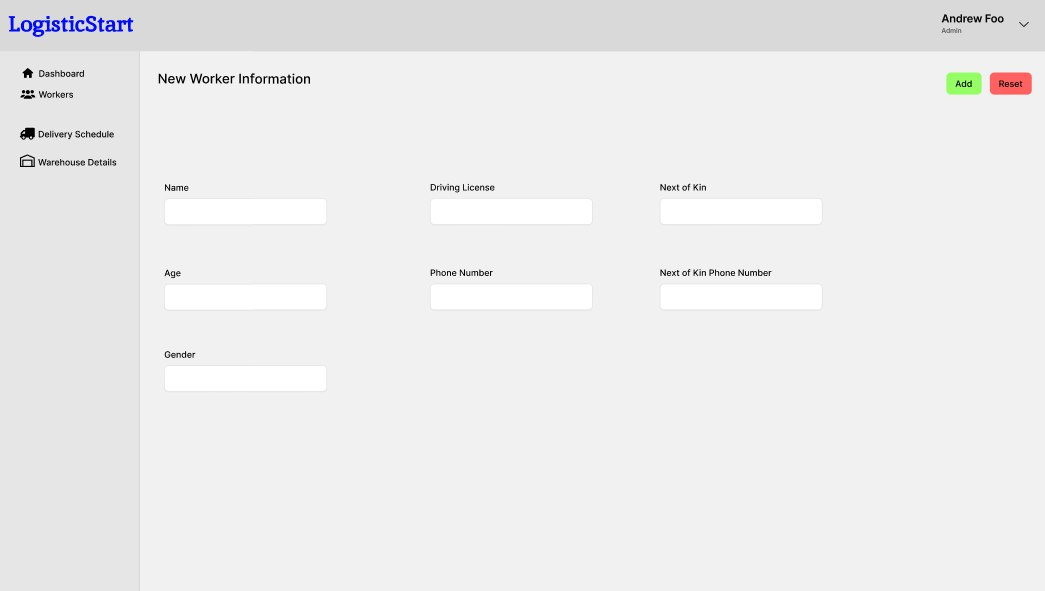 LogisticStart
Andrew Foo
Admin
Dashboard
Workers
Delivery Schedule
Warehouse Details
New Worker Information
Add
Reset
Name
Driving License
Next of Kin
Age
Phone Number
Next of Kin Phone Number
Gender